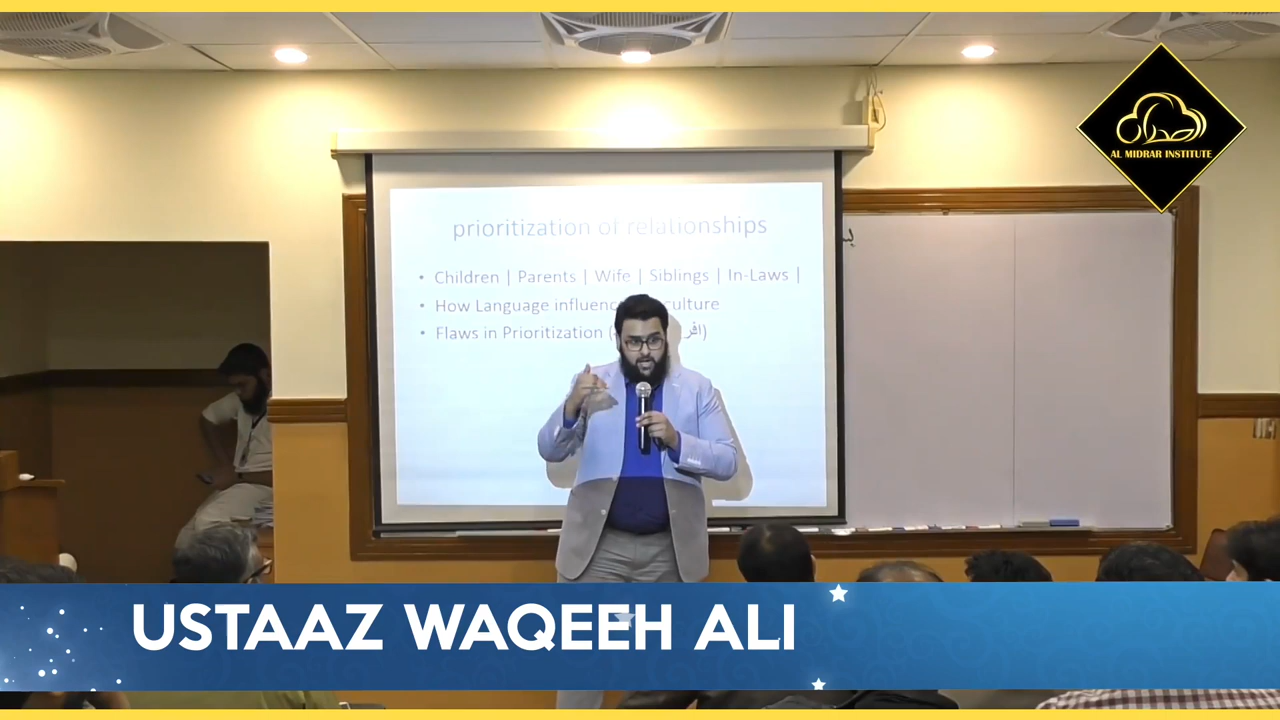 AL MIDRAR INSTITUTE
prioritization of relationships
• Children | Parents | Wife | Siblings | In-Laws |
• How Language influenc culture
• Flaws in Prioritization (
USTAAZ WAQEEH ALI